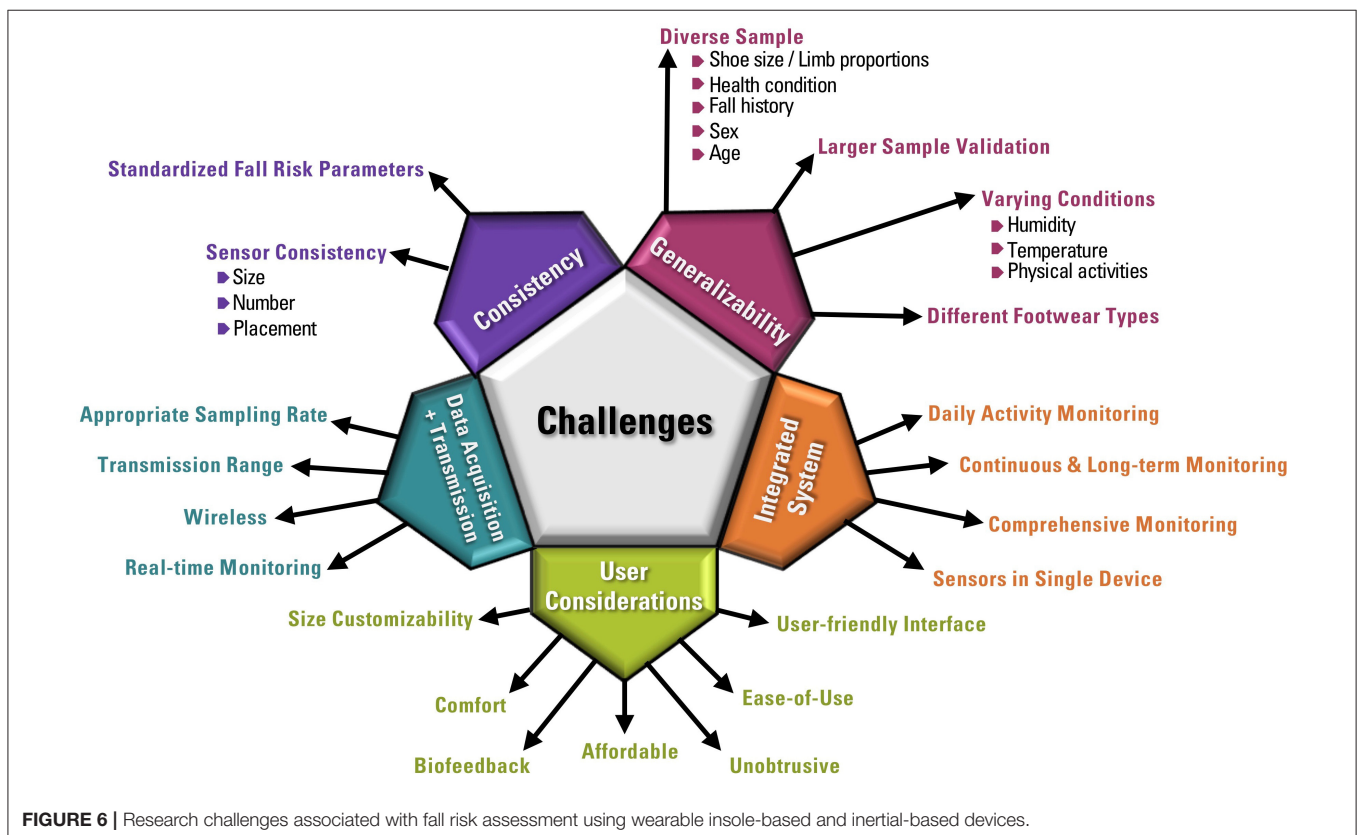 Diverse Sample
Shoe size / Limb proportions
Health condition
Fall history
Sex
Age
Larger Sample Validation
Varying Conditions
Humidity
Temperature
Physical activities
Different Footwear Types
Standardized Fall Risk Parameters
Sensor Consistency
Size
Number
Placement
Consistency
Generalizability
Challenges
Data Acquisition
+ Transmission
Appropriate Sampling Rate
Transmission Range
Wireless
Real-time Monitoring
Integrated
System
Daily Activity Monitoring
Continuous & Long-term Monitoring
Comprehensive Monitoring
Sensors in Single Device
User
Considerations
Size Customizability
Comfort
Biofeedback
Affordable
Unobtrusive
Ease-of-Use
User-friendly Interface
FIGURE 6 | Research challenges associated with fall risk assessment using wearable insole-based and inertial-based devices.